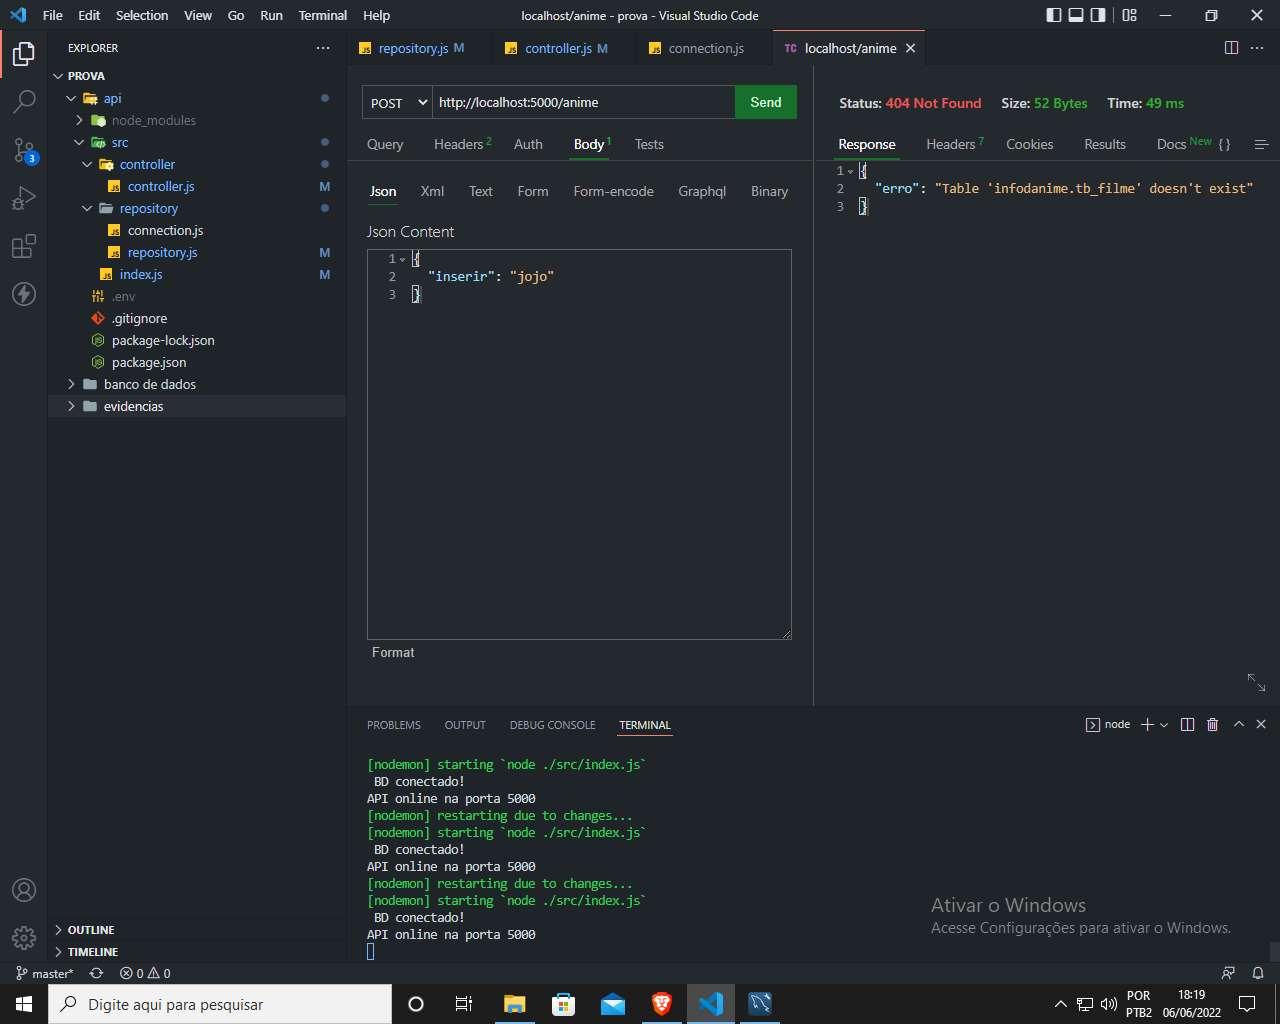 File Edit Selection View Go Run Terminal Help
localhost/anime - prova - Visual Studio Code
EXPLORER
PROVA
api
node_modules
src
controller
controller.js M
repository
connection.js
repository.js M
index.js M
.env
.gitignore
package-lock.json
package.json
banco de dados
evidencias
OUTLINE
TIMELINE
3
repository.js M
controller.js M
connection.js
TC localhost/anime
POST http://localhost:5000/anime Send
Query Headers 2 Auth Body 1 Tests
Json Xml Text Form Form-encode Graphql Binary
Json Content
1 {
2 "inserir": "jojo"
3 }
Format
Status: 404 Not Found Size: 52 Bytes Time: 49 ms
Response Headers 7 Cookies Results Docs New { }
1 {
2 "erro": "Table 'infodanime.tb_filme' doesn't exist"
3 }
PROBLEMS OUTPUT DEBUG CONSOLE TERMINAL
node
[nodemon] starting `node ./src/index.js`
BD conectado!
API online na porta 5000
[nodemon] restarting due to changes...
[nodemon] starting `node ./src/index.js`
BD conectado!
API online na porta 5000
[nodemon] restarting due to changes...
[nodemon] starting `node ./src/index.js`
BD conectado!
API online na porta 5000
Ativar o Windows
Acesse Configurações para ativar o Windows.
master* 0 0
Digite aqui para pesquisar
POR
PTB2
18:19
06/06/2022